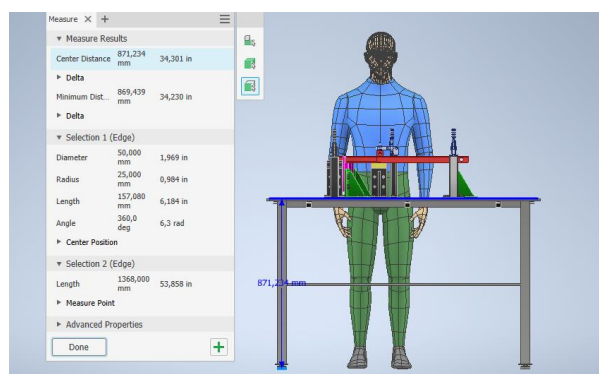 Measure × +
Measure Results
Center Distance 871,234 mm 34,301 in
Delta
Minimum Dist... 869,439 mm 34,230 in
Delta
Selection 1 (Edge)
Diameter 50,000 mm 1,969 in
Radius 25,000 mm 0,984 in
Length 157,080 mm 6,184 in
Angle 360,0 deg 6,3 rad
Center Position
Selection 2 (Edge)
Length 1368,000 mm 53,858 in
Measure Point
Advanced Properties
Done
871,234 mm